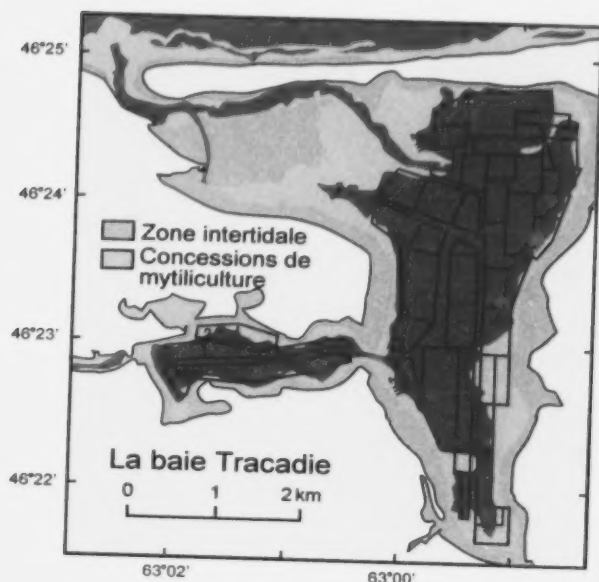 46°25'
46°24'
Zone intertidale
Concessions de
mytiliculture
46°23'
46°22'
La baie Tracadie
0 1 2 km
63°02' 63°00'